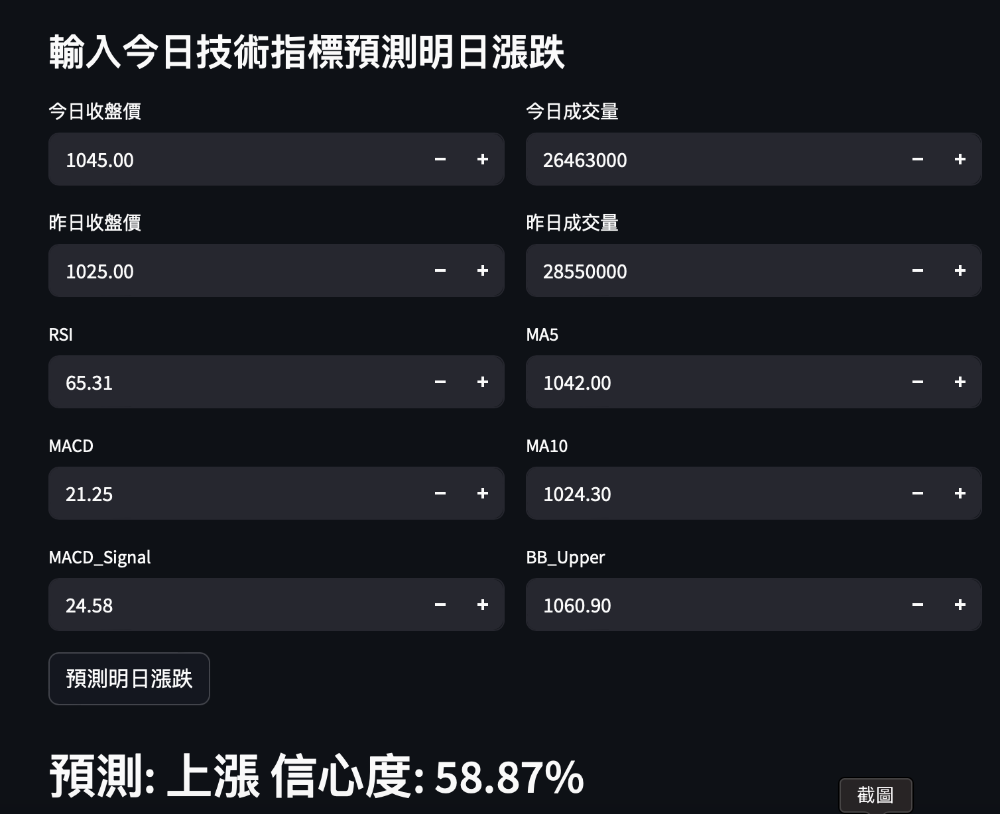 輸入今日技術指標預測明日漲跌
今日收盤價
1045.00
今日成交量
26463000
昨日收盤價
1025.00
昨日成交量
28550000
RSI
65.31
MA5
1042.00
MACD
21.25
MA10
1024.30
MACD_Signal
24.58
BB_Upper
1060.90
預測明日漲跌
預測: 上漲 信心度: 58.87%
截圖